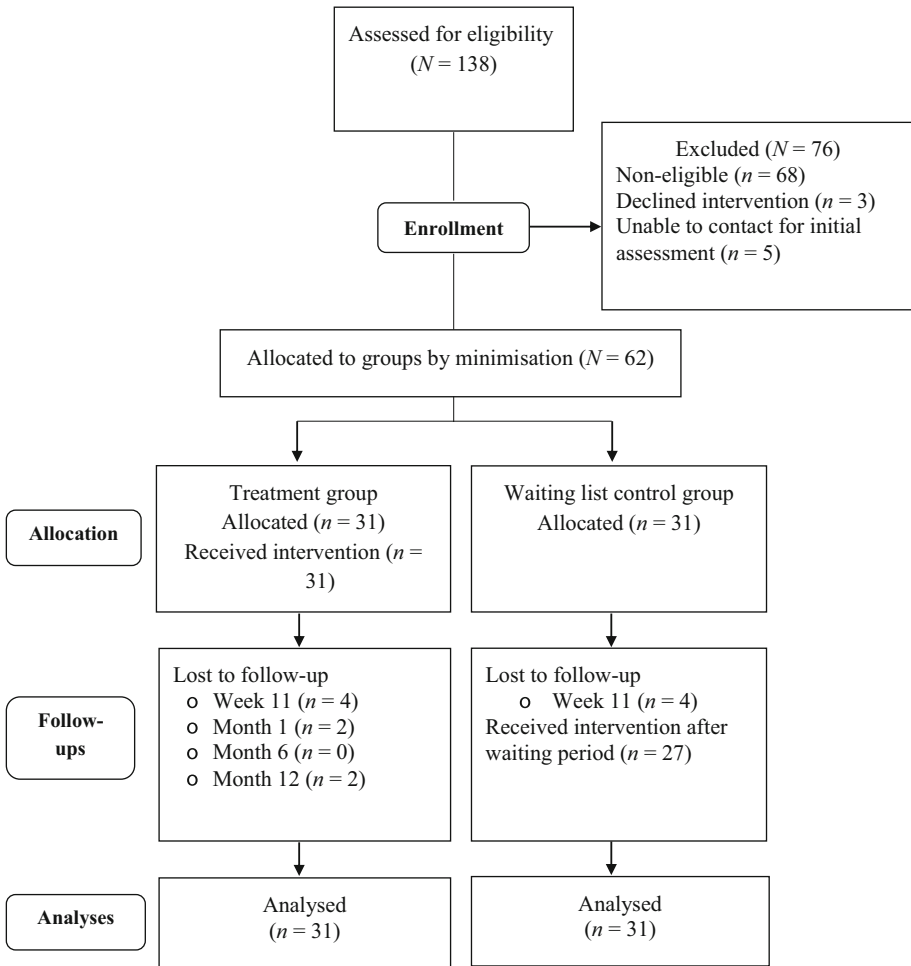 Assessed for eligibility
(N = 138)
Excluded (N = 76)
Non-eligible (n = 68)
Declined intervention (n = 3)
Unable to contact for initial
assessment (n = 5)
Enrollment
Allocated to groups by minimisation (N = 62)
Treatment group
Allocated (n = 31)
Received intervention (n =
31)
Waiting list control group
Allocated (n = 31)
Allocation
Lost to follow-up
o Week 11 (n = 4)
o Month 1 (n = 2)
o Month 6 (n = 0)
o Month 12 (n = 2)
Lost to follow-up
o Week 11 (n = 4)
Received intervention after
waiting period (n = 27)
Follow-
ups
Analyses
Analysed
(n = 31)
Analysed
(n = 31)